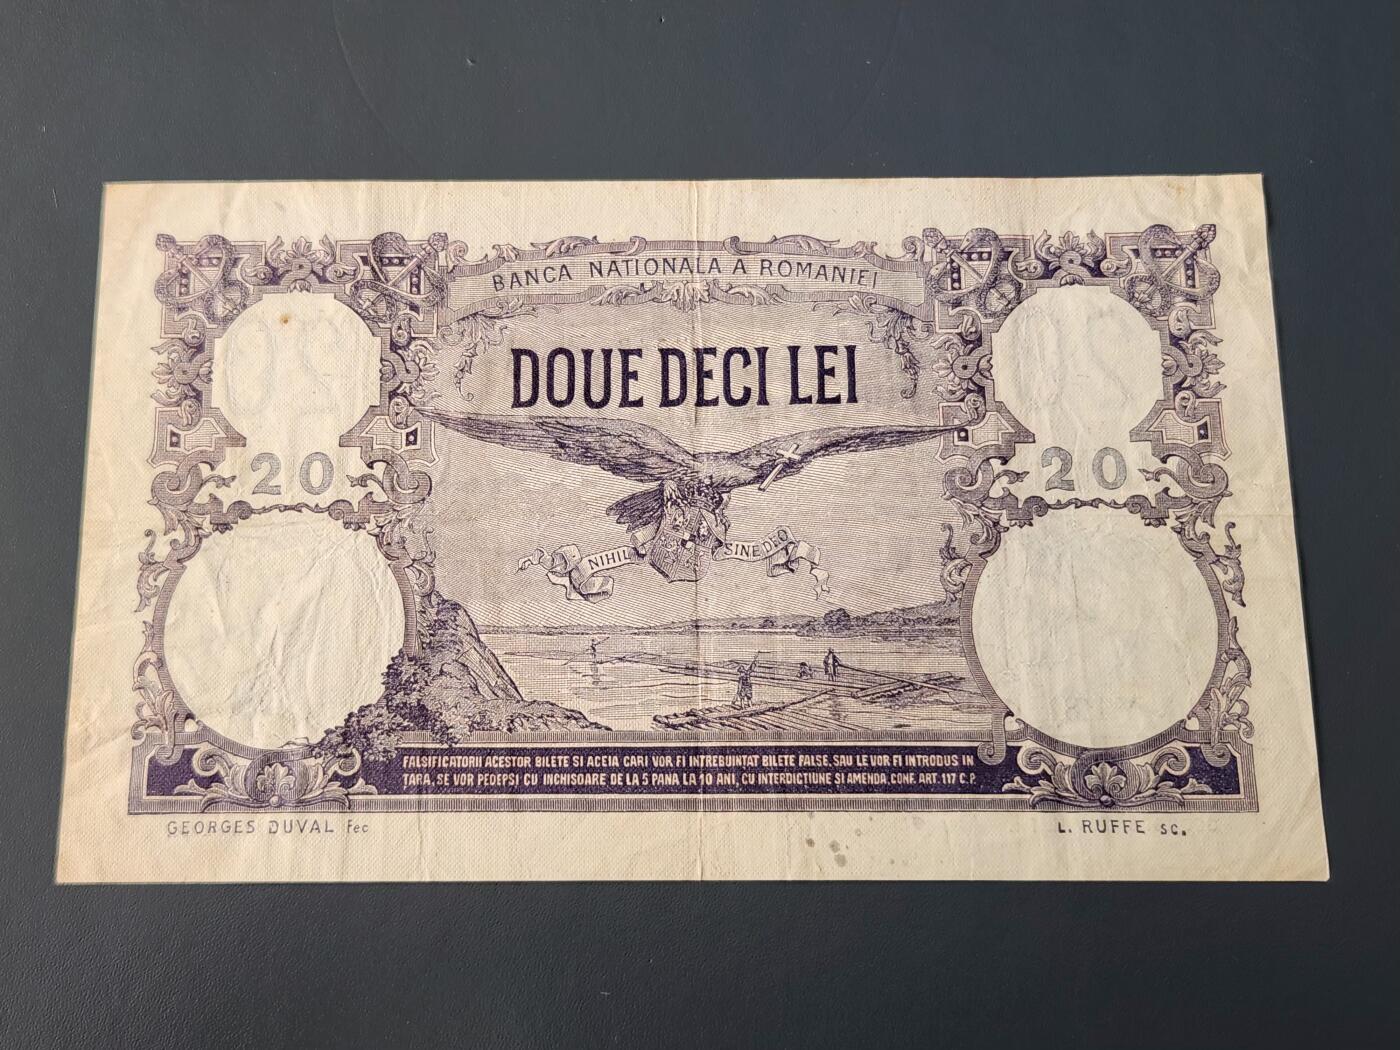 BANCA NATIONALA A ROMANIEI
DOUE DECI LEI
20
20
NIHIL SINE DEO
FALSIFICATORII ACESTOR BILETE SI ACEIA CARI VOR FI INTREBUINTAT BILETE FALSE, SAU LE VOR FI INTRODUS IN
TARA, SE VOR PEDEPSI CU INCHISOARE DE LA 5 PANA LA 10 ANI, CU INTERDICTIUNE SI AMENDA. CONF. ART. 117 C.P.
GEORGES DUVAL fec
L. RUFFE sc.